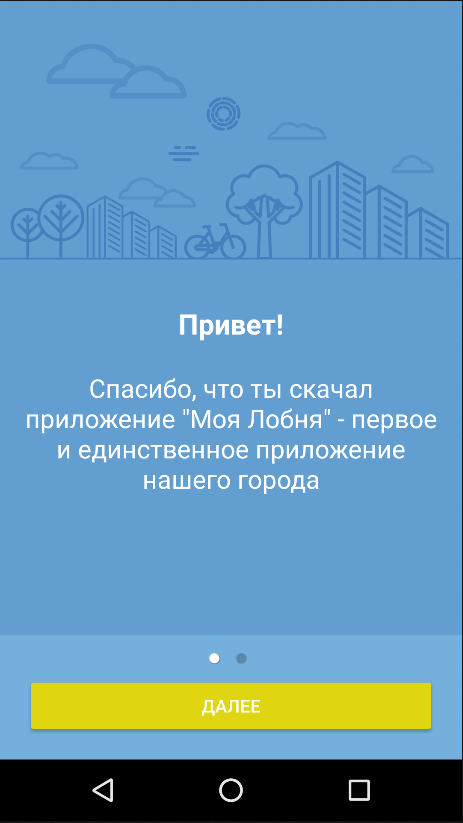 Привет!
Спасибо, что ты скачал
приложение "Моя Лобня" - первое
и единственное приложение
нашего города
ДАЛЕЕ